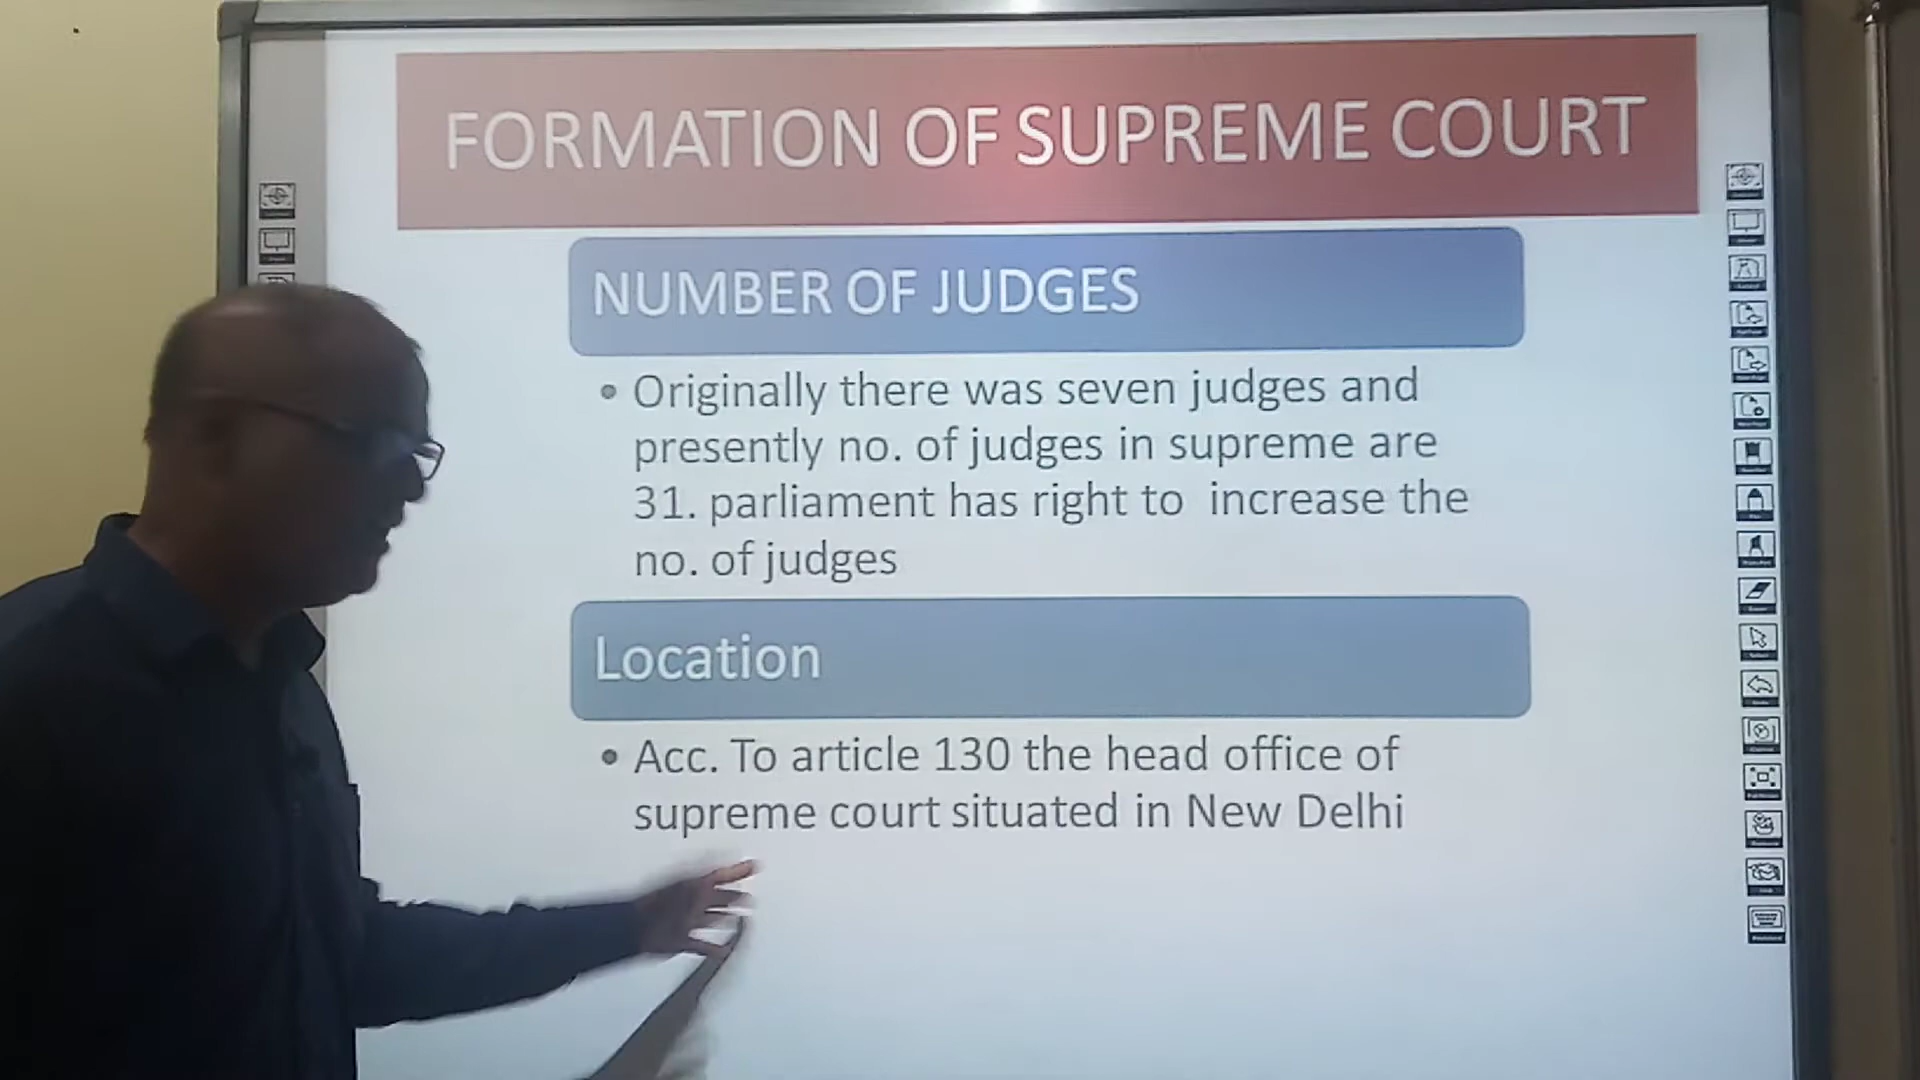 FORMATION OF SUPREME COURT
NUMBER OF JUDGES
• Originally there was seven judges and
presently no. of judges in supreme are
31. parliament has right to increase the
no. of judges
Location
• Acc. To article 130 the head office of
supreme court situated in New Delhi